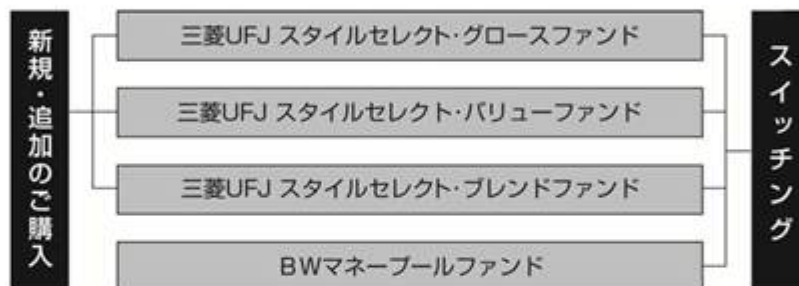 新規・追加のご購入
三菱UFJ スタイルセレクト・グロースファンド
三菱UFJ スタイルセレクト・バリューファンド
三菱UFJ スタイルセレクト・ブレンドファンド
BWマネープールファンド
スイッチング